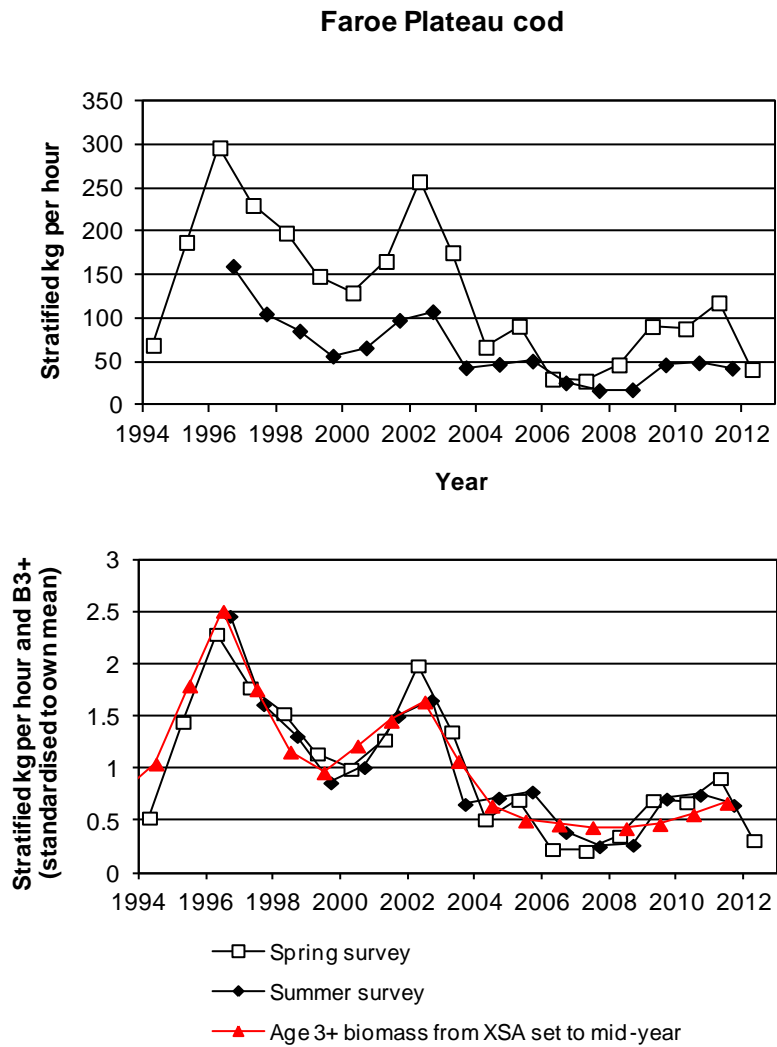 Faroe Plateau cod
Stratified kg per hour
350
300
250
200
150
100
50
0
1994 1996 1998 2000 2002 2004 2006 2008 2010 2012
Year
Stratified kg per hour and B3+
(standardised to own mean)
3
2.5
2
1.5
1
0.5
0
1994 1996 1998 2000 2002 2004 2006 2008 2010 2012
Spring survey
Summer survey
Age 3+ biomass from XSA set to mid-year